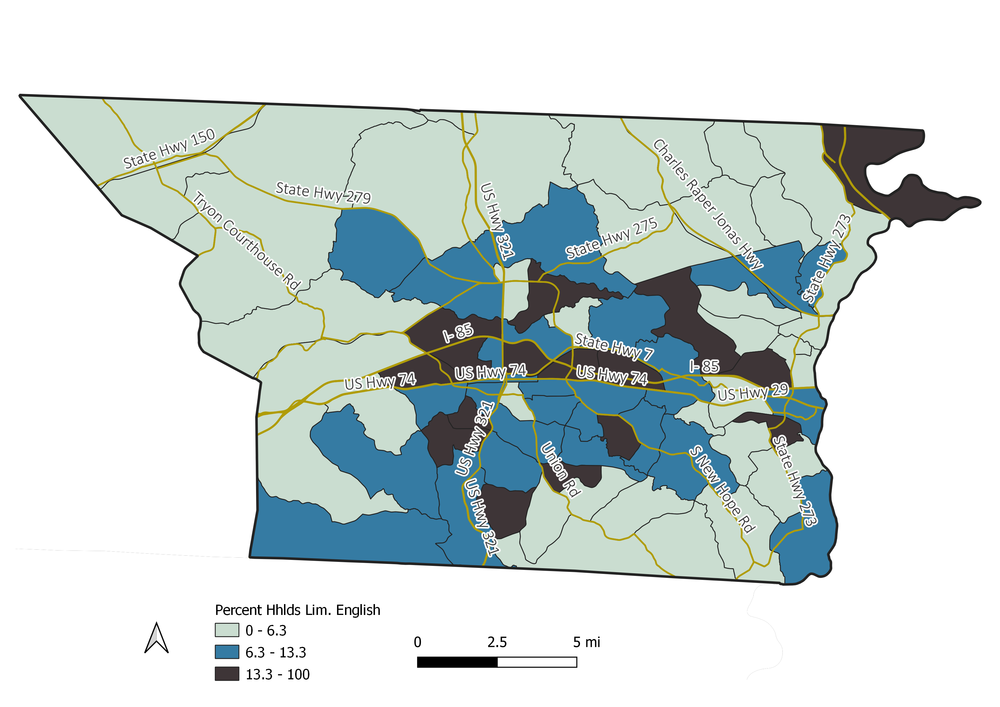 State Hwy 150
Charles Raper Jonas Hwy
State Hwy 279
US Hwy 321
Tryon Courthouse Rd
State Hwy 275
State Hwy 273
I- 85
State Hwy 7
I- 85
US Hwy 74
US Hwy 74
US Hwy 74
US Hwy 29
US Hwy 321
Union Rd
S New Hope Rd
State Hwy 273
US Hwy 321
Percent Hhlds Lim. English
0 - 6.3
6.3 - 13.3
13.3 - 100
0 2.5 5 mi